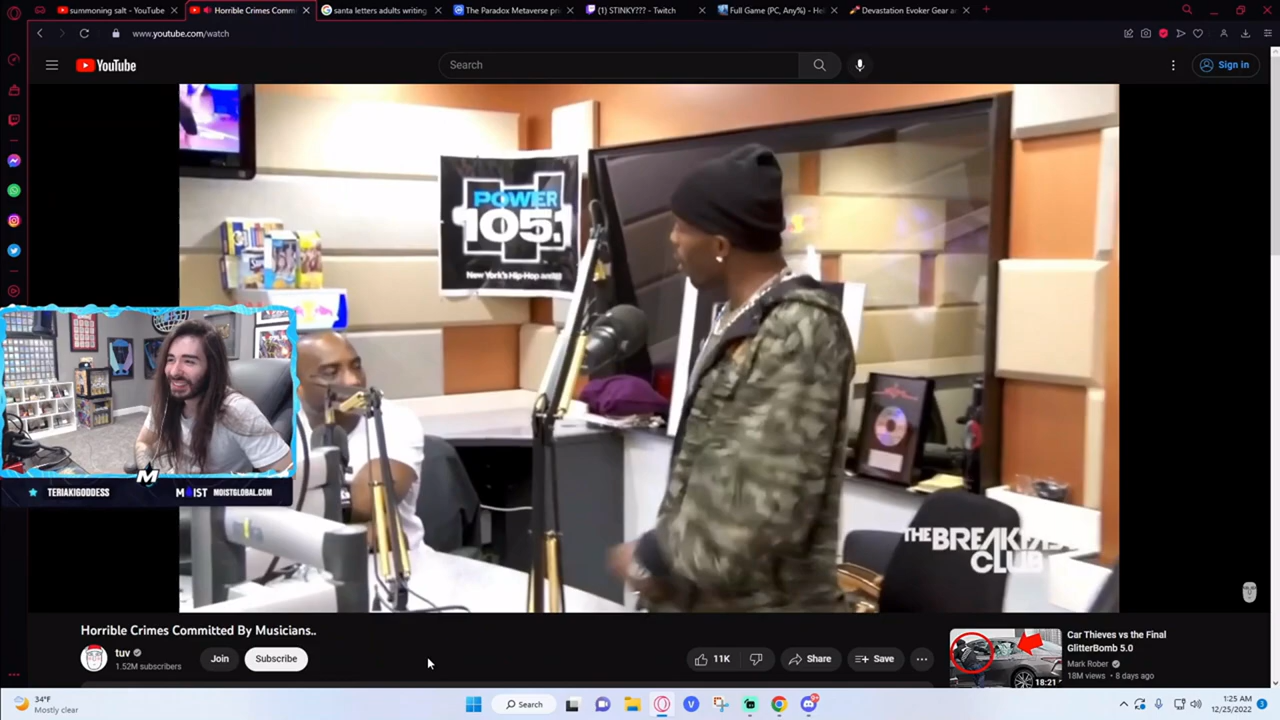 summoning salt - YouTube
Horrible Crimes Comm
santa letters adults writing
The Paradox Metaverse pri
(1) STINKY!? - Twitch
Full Game (PC, Any%) - Hel
Devastation Evoker Gear an
www.youtube.com/watch
YouTube
Search
Sign in
POWER
105.1
New York's Hip-Hop and
TERIAKIGODDESS
M
MOIST
MOISTGLOBAL.COM
THE BREAKFAST
CLUB
Horrible Crimes Committed By Musicians..
tuv
1.52M subscribers
Join
Subscribe
11K
Share
Save
Car Thieves vs the Final
GlitterBomb 5.0
Mark Rober
18M views • 8 days ago
18:21
34°F
Mostly clear
Search
1:25 AM
12/25/2022